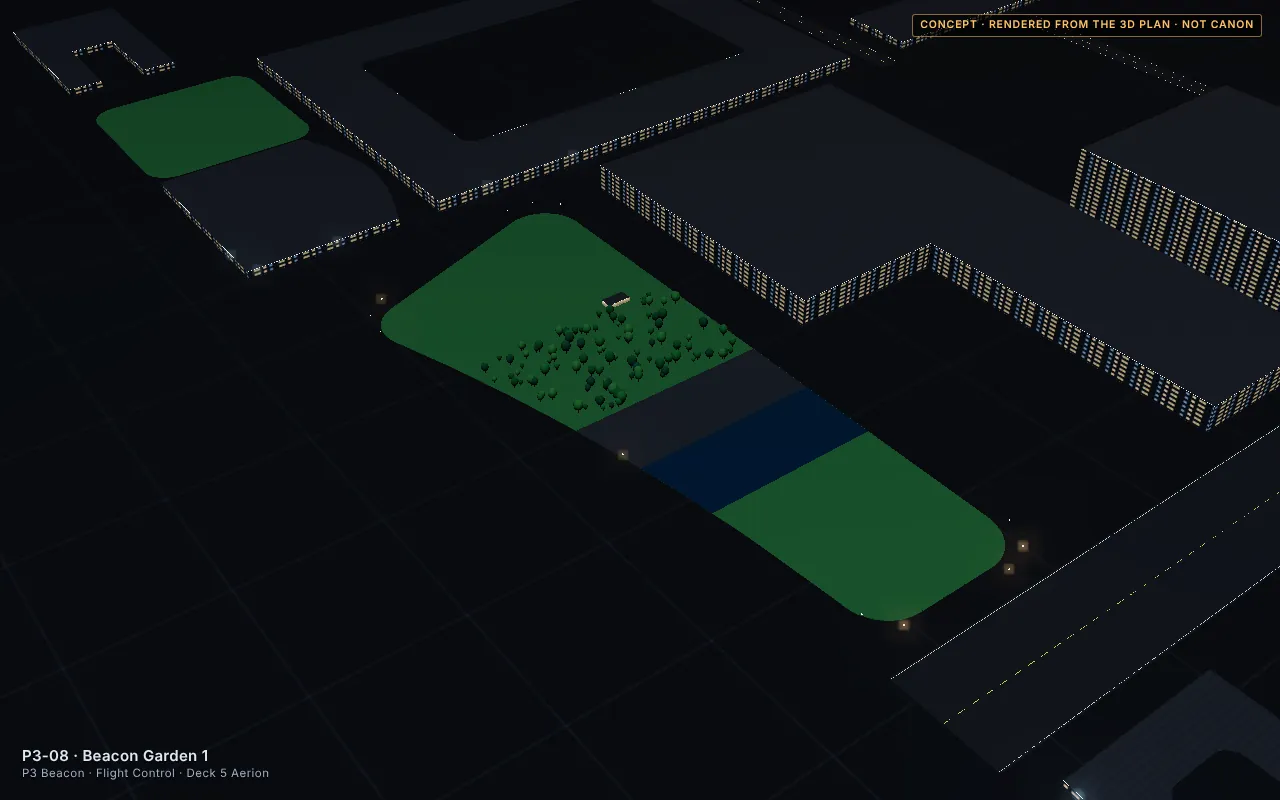 CONCEPT · RENDERED FROM THE 3D PLAN · NOT CANON
P3-08 · Beacon Garden 1
P3 Beacon · Flight Control · Deck 5 Aerion